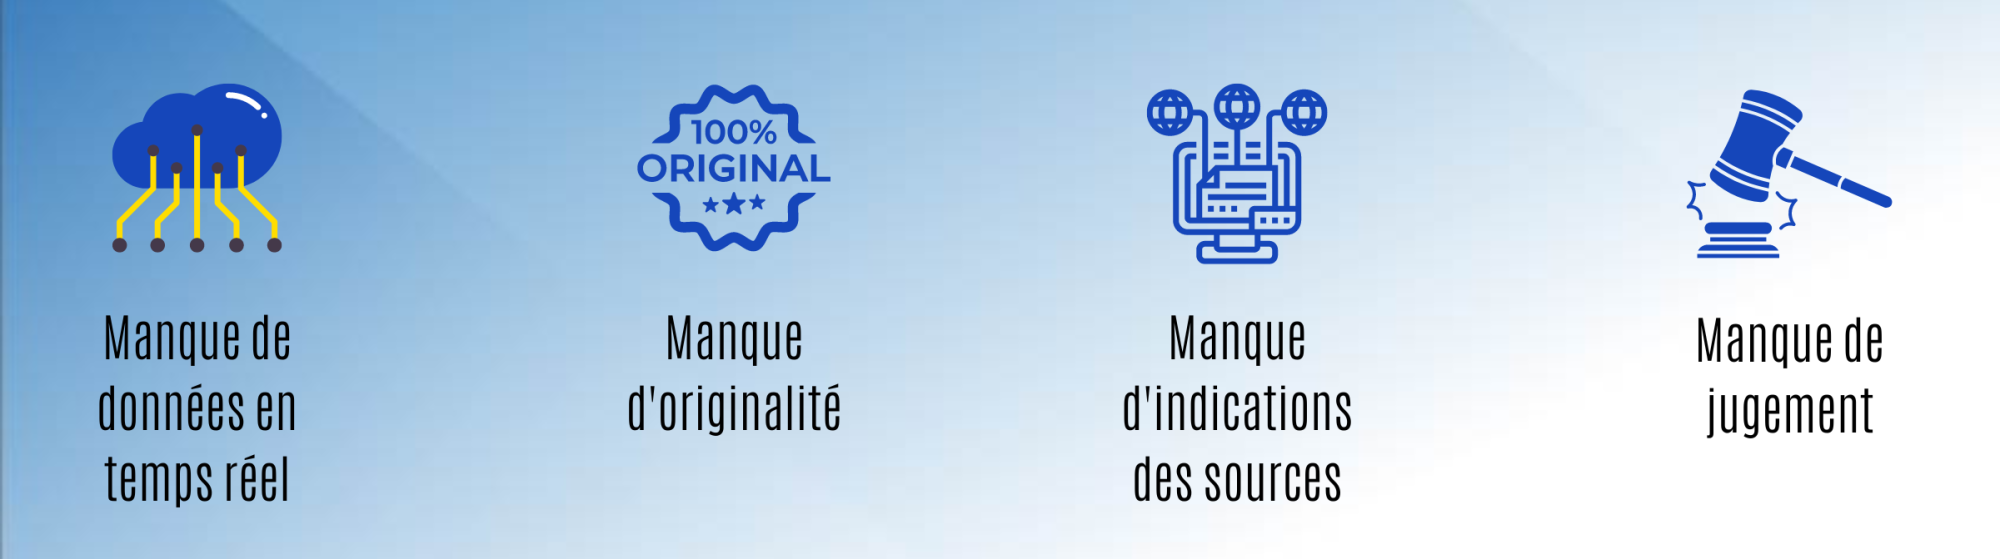 100%
ORIGINAL
Manque de
données en
temps réel
Manque
d'originalité
Manque
d'indications
des sources
Manque de
jugement